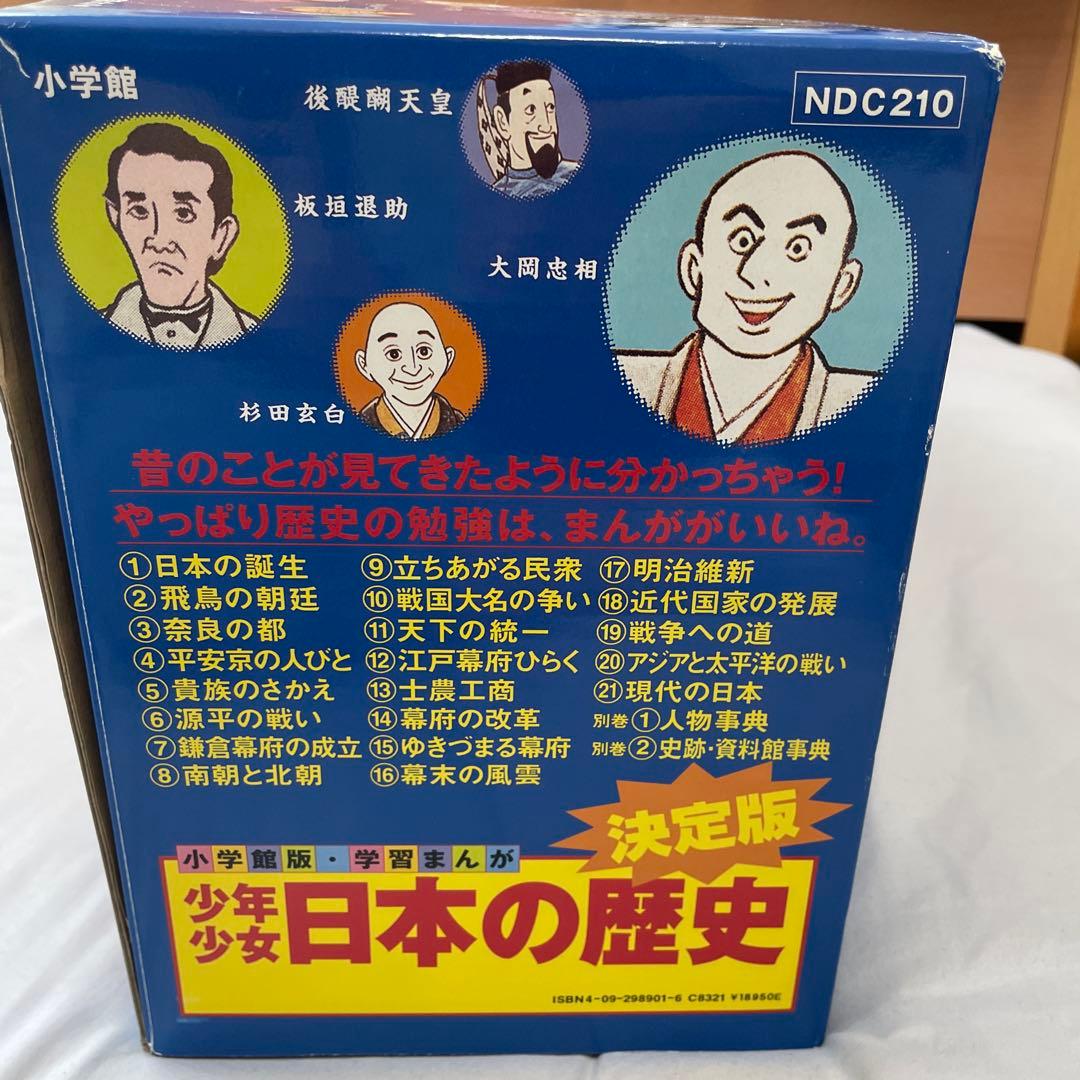 小学館
後醍醐天皇
NDC210
板垣退助
大岡忠相
杉田玄白
昔のことが見てきたように分かっちゃう!
やっぱり歴史の勉強は、まんががいいね。
①日本の誕生
②飛鳥の朝廷
③奈良の都
④平安京の人びと
⑤貴族のさかえ
⑥源平の戦い
⑦鎌倉幕府の成立
⑧南朝と北朝
⑨立ちあがる民衆
⑩戦国大名の争い
⑪天下の統一
⑫江戸幕府ひらく
⑬士農工商
⑭幕府の改革
⑮ゆきづまる幕府
⑯幕末の風雲
⑰明治維新
⑱近代国家の発展
⑲戦争への道
⑳アジアと太平洋の戦い
㉑現代の日本
別巻①人物事典
別巻②史跡・資料館事典
決定版
小学館版・学習まんが
少年少女日本の歴史
ISBN4-09-298901-6 C8321 ¥18950E